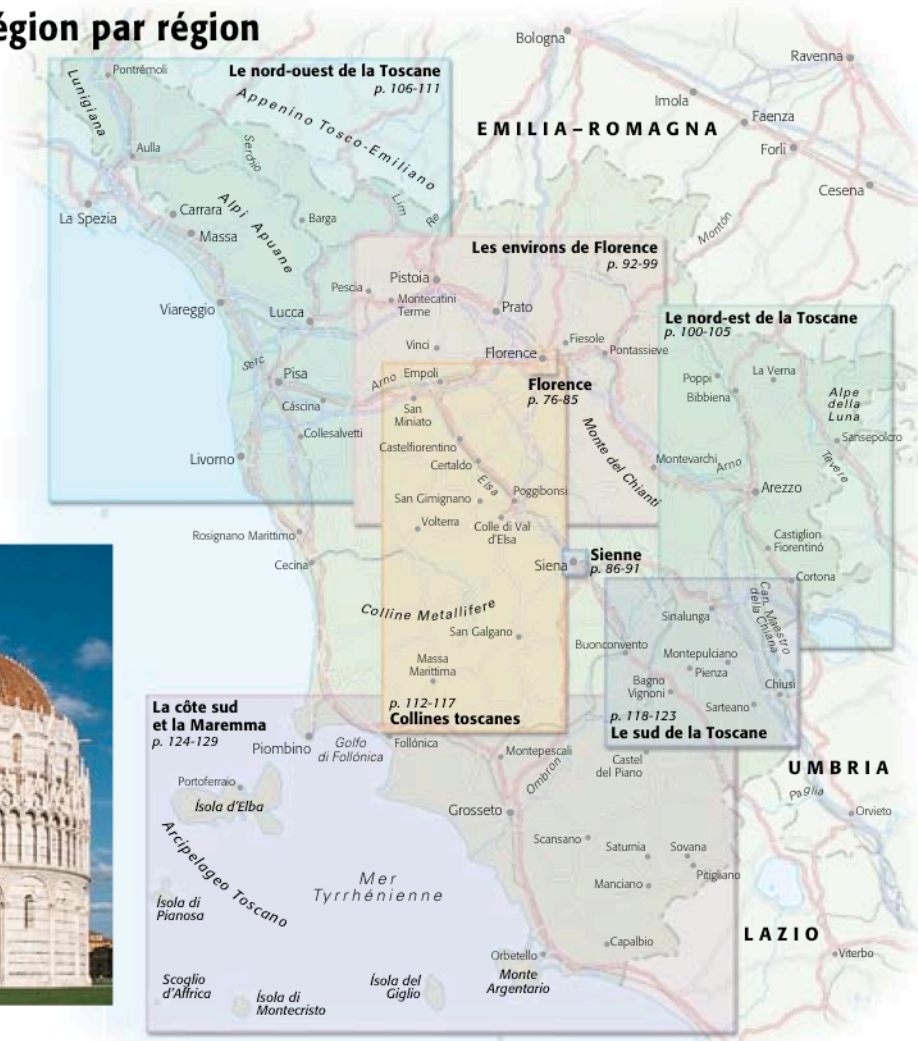 égion par région
Bologna
Ravenna
Pontrémoli
Le nord-ouest de la Toscane
p. 106-111
Lunigiana
Appenino Tosco-Emiliano
Imola
Faenza
EMILIA–ROMAGNA
Forlì
Aulla
Serchio
Cesena
Lim
Re
La Spezia
Carrara
Alpi Apuane
Barga
Massa
Montón
Les environs de Florence
p. 92-99
Pistoia
Pescia
Montecatini
Terme
Prato
Viareggio
Lucca
Le nord-est de la Toscane
p. 100-105
Vinci
Fiesole
Florence
Pontassieve
Serc
Pisa
Arno
Empoli
Florence
p. 76-85
Poppi
La Verna
Bibbiena
Alpe
della
Luna
Cáscina
San
Miniato
Collesalvetti
Castelfiorentino
Sansepolcro
Monte del Chianti
Livorno
Certaldo
Elsa
Montevarchi
Arno
Tevere
San Gimignano
Poggibonsi
Arezzo
Volterra
Colle di Val
d'Elsa
Rosignano Marittimo
Castiglion
Fiorentino
Cecina
Siena
Sienne
p. 86-91
Cortona
Can. Maestro
della Chiana
Colline Metallifere
Sinalunga
San Galgano
Buonconvento
Montepulciano
Massa
Marittima
Pienza
Bagno
Vignoni
Chiusi
Sarteano
La côte sud
et la Maremma
p. 124-129
p. 112-117
Collines toscanes
p. 118-123
Le sud de la Toscane
Piombino
Golfo
di Follónica
Follónica
Montepescali
Castel
del Piano
Ombron
UMBRIA
Portoferraio
Ísola d'Elba
Paglia
Grosseto
Orvieto
Arcipelageo Toscano
Scansano
Saturnia
Sovana
Pitigliano
Manciano
Mer
Tyrrhénienne
Ísola di
Pianosa
LAZIO
Capalbio
Viterbo
Orbetello
Monte
Argentario
Scoglio
d'Affrica
Ísola di
Montecristo
Ísola del
Giglio